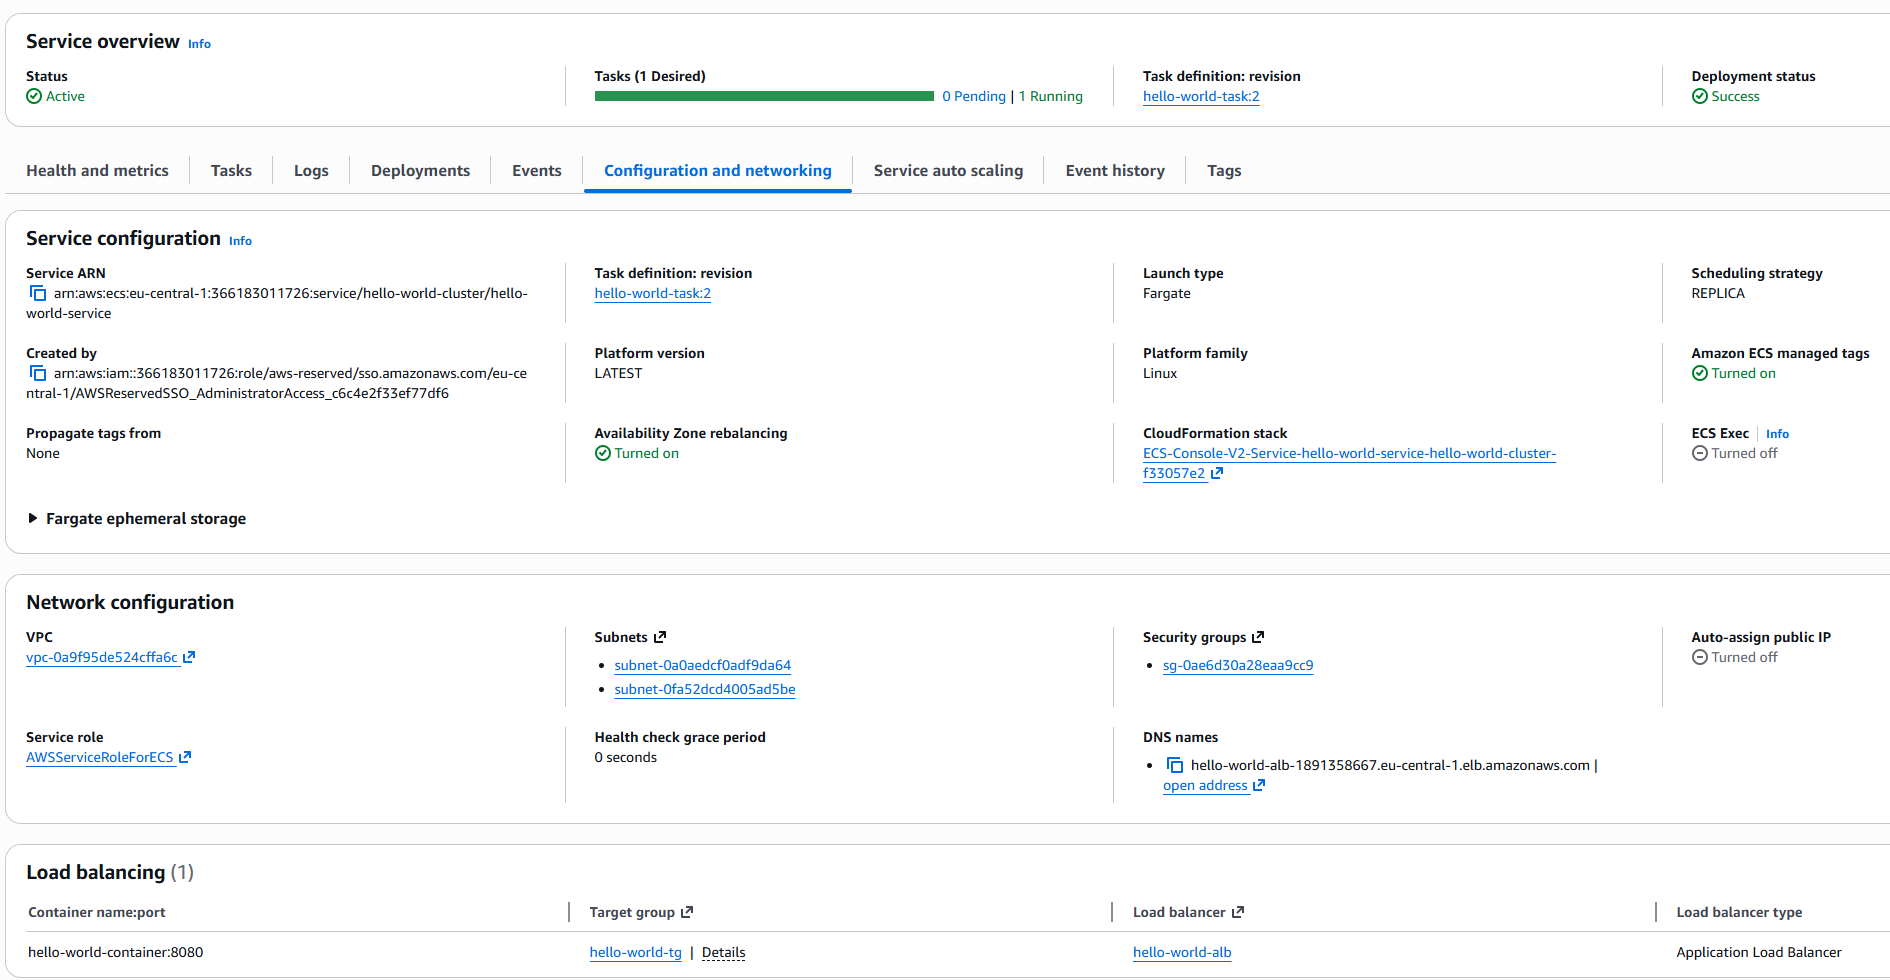 Service overview Info
Status
Active
Tasks (1 Desired)
0 Pending | 1 Running
Task definition: revision
hello-world-task:2
Deployment status
Success
Health and metrics
Tasks
Logs
Deployments
Events
Configuration and networking
Service auto scaling
Event history
Tags
Service configuration Info
Service ARN
arn:aws:ecs:eu-central-1:366183011726:service/hello-world-cluster/hello-
world-service
Task definition: revision
hello-world-task:2
Launch type
Fargate
Scheduling strategy
REPLICA
Created by
arn:aws:iam::366183011726:role/aws-reserved/sso.amazonaws.com/eu-ce
ntral-1/AWSReservedSSO_AdministratorAccess_c6c4e2f33ef77df6
Platform version
LATEST
Platform family
Linux
Amazon ECS managed tags
Turned on
Propagate tags from
None
Availability Zone rebalancing
Turned on
CloudFormation stack
ECS-Console-V2-Service-hello-world-service-hello-world-cluster-
f33057e2
ECS Exec Info
Turned off
Fargate ephemeral storage
Network configuration
VPC
vpc-0a9f95de524cffa6c
Subnets
subnet-0a0aedcf0adf9da64
subnet-0fa52dcd4005ad5be
Security groups
sg-0ae6d30a28eaa9cc9
Auto-assign public IP
Turned off
Service role
AWSServiceRoleForECS
Health check grace period
0 seconds
DNS names
hello-world-alb-1891358667.eu-central-1.elb.amazonaws.com |
open address
Load balancing (1)
Container name:port
Target group
Load balancer
Load balancer type
hello-world-container:8080
hello-world-tg | Details
hello-world-alb
Application Load Balancer